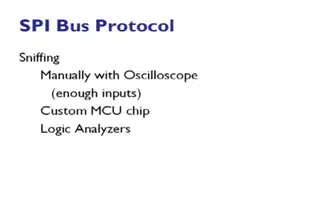 SPI Bus Protocol
Sniffing
Manually with Oscilloscope
(enough inputs)
Custom MCU chip
Logic Analyzers